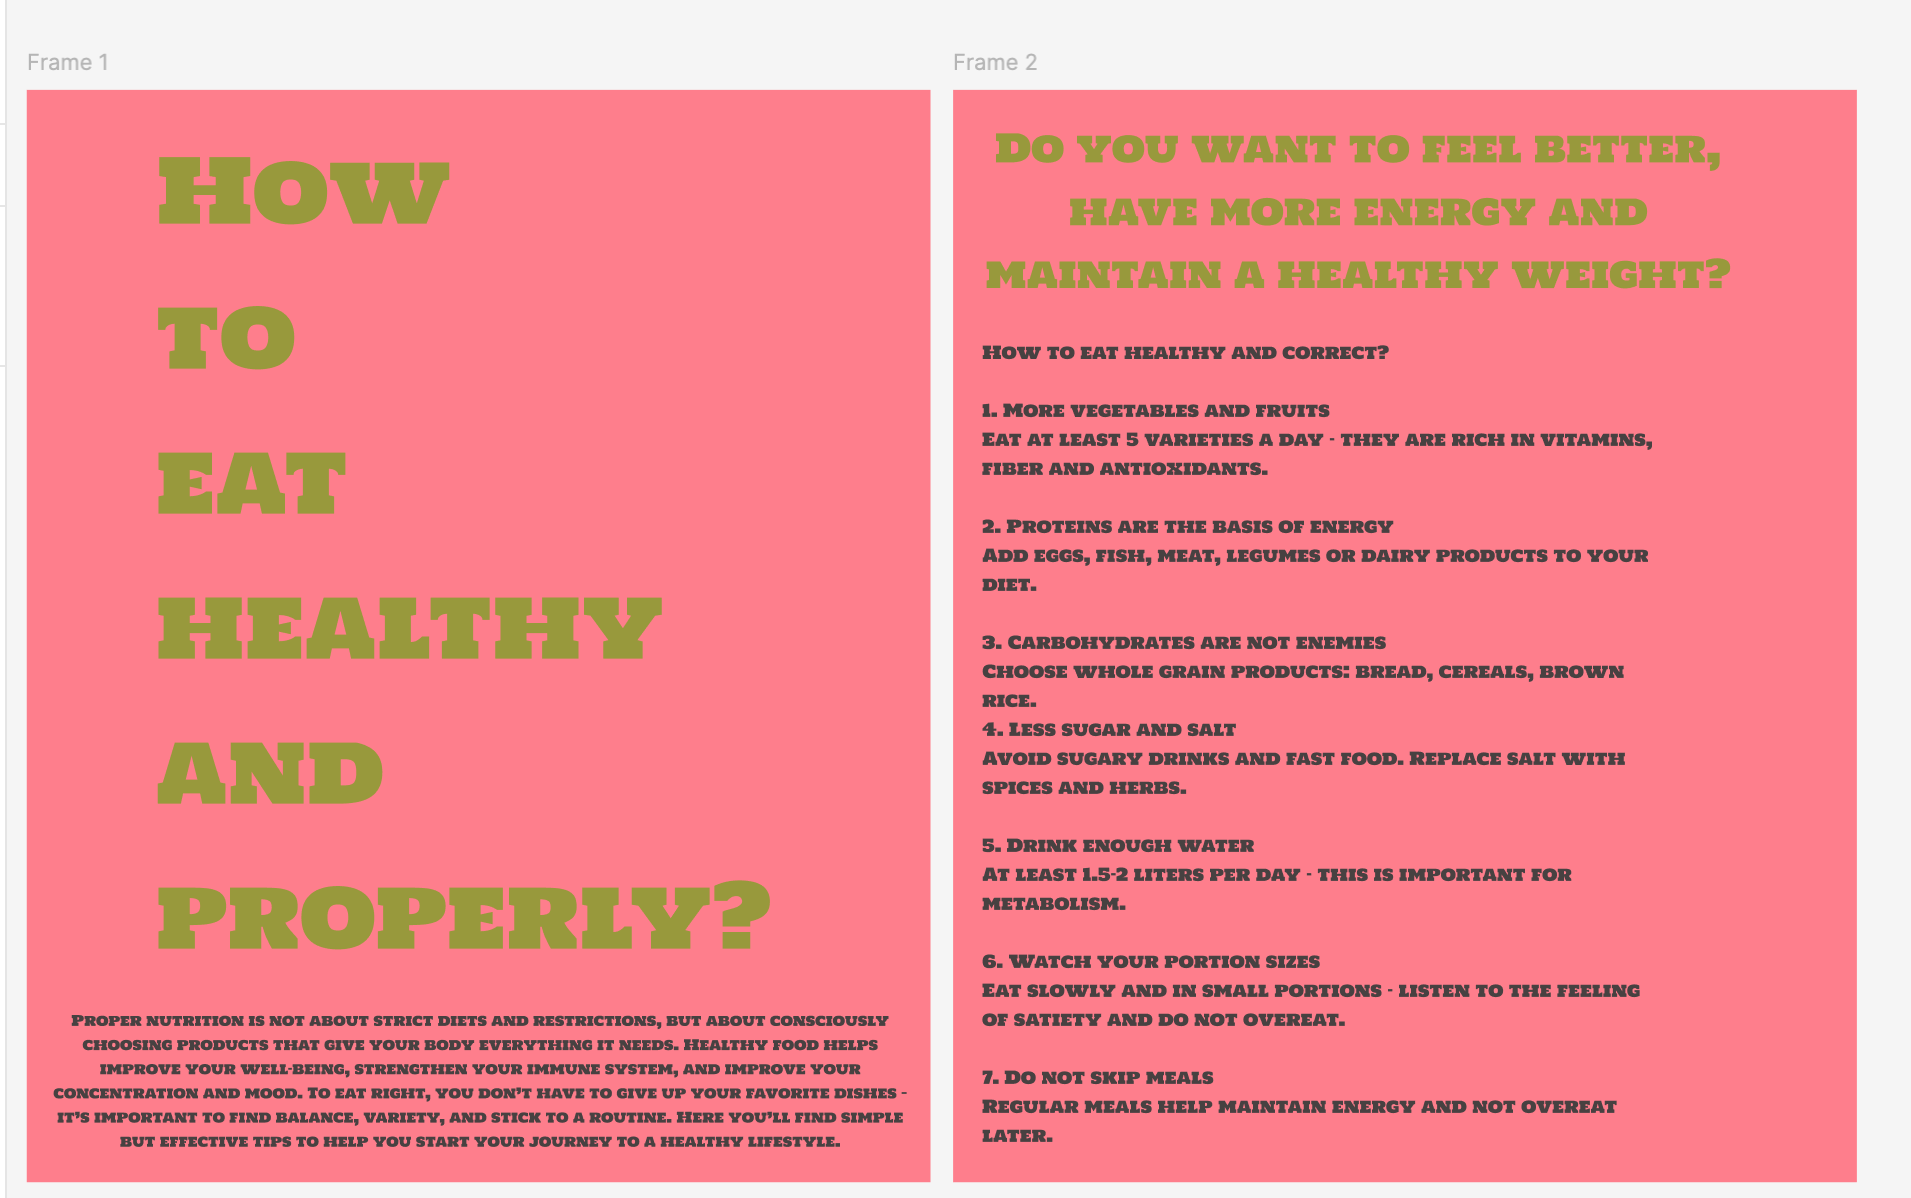 Frame 1
How
to
eat
healthy
and
properly?
Proper nutrition is not about strict diets and restrictions, but about consciously
choosing products that give your body everything it needs. Healthy food helps
improve your well-being, strengthen your immune system, and improve your
concentration and mood. To eat right, you don't have to give up your favorite dishes -
it's important to find balance, variety, and stick to a routine. Here you'll find simple
but effective tips to help you start your journey to a healthy lifestyle.
Frame 2
Do you want to feel better,
have more energy and
maintain a healthy weight?
How to eat healthy and correct?
1. More vegetables and fruits
Eat at least 5 varieties a day - they are rich in vitamins,
fiber and antioxidants.
2. Proteins are the basis of energy
Add eggs, fish, meat, legumes or dairy products to your
diet.
3. Carbohydrates are not enemies
Choose whole grain products: bread, cereals, brown
rice.
4. Less sugar and salt
Avoid sugary drinks and fast food. Replace salt with
spices and herbs.
5. Drink enough water
At least 1.5-2 liters per day - this is important for
metabolism.
6. Watch your portion sizes
Eat slowly and in small portions - listen to the feeling
of satiety and do not overeat.
7. Do not skip meals
Regular meals help maintain energy and not overeat
later.